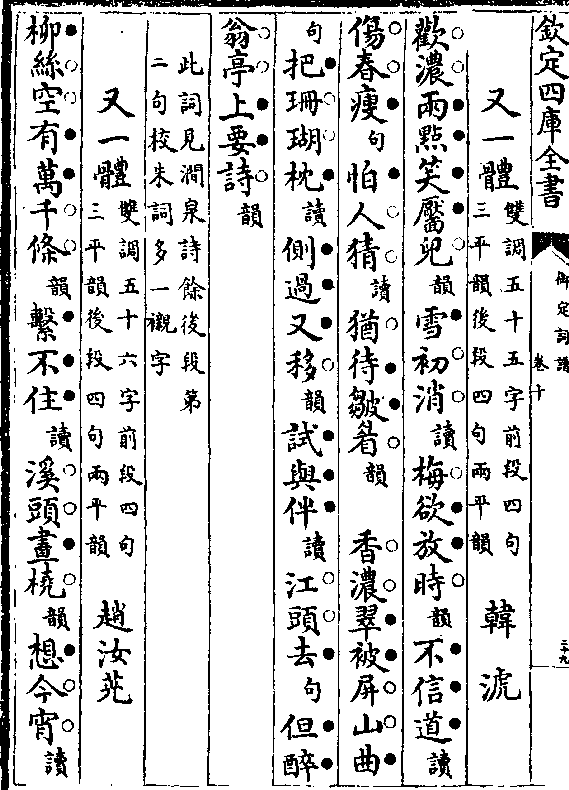 欽定四庫全書
御定詞譜
卷十
二十九
又一體 雙調五十五字前段四句
三平韻後段四句兩平韻
韓淲
歡濃兩點笑靨兒韻雪初消讀梅欲放時韻不信道讀
傷春瘦句怕人猜讀猶待皺眉韻 香濃翠被屏山曲
句把珊瑚枕讀側過又移韻試與伴讀江頭去句但醉
翁亭上要詩韻
此詞見澗泉詩餘後段第
二句校朱詞多一襯字
又一體 雙調五十六字前段四句
三平韻後段四句兩平韻
趙汝茪
柳絲空有萬千條韻繫不住讀溪頭畫橈韻想今宵讀